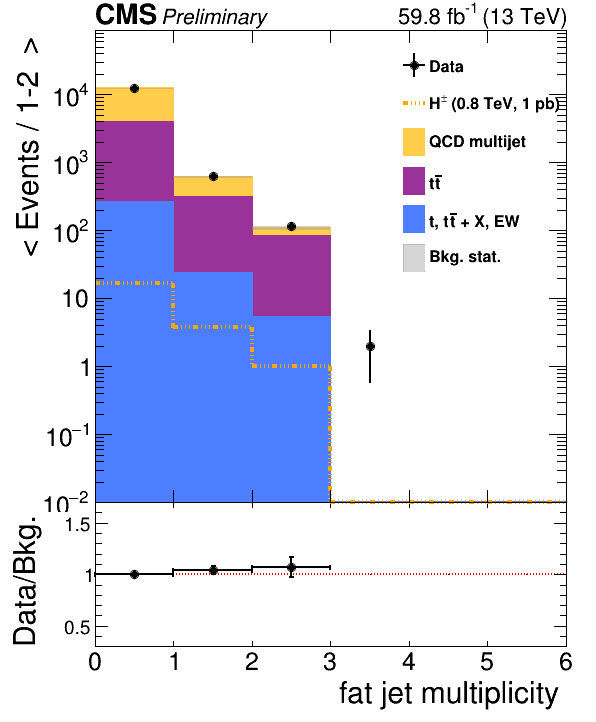 CMS Preliminary 59.8 fb⁻¹ (13 TeV)
< Events / 1-2 >
Data
H± (0.8 TeV, 1 pb)
QCD multijet
tt̄
t, tt̄ + X, EW
Bkg. stat.
10⁴
10³
10²
10
1
10⁻¹
10⁻²
Data/Bkg.
1.5
1
0.5
0 1 2 3 4 5 6
fat jet multiplicity